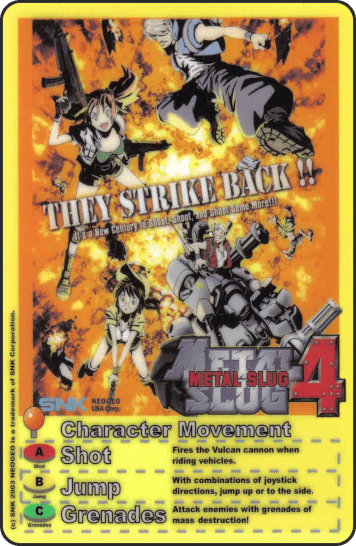 THEY STRIKE BACK !!
It's a New Century to Shoot, Shoot, and Shoot Some More!!!
SNK NEOGEO
USA Corp.
METAL
METAL SLUG
SLUG
4
(c) SNK 2003 NEOGEO is a trademark of SNK Corporation.
Character Movement
A
Shot
Shot
Fires the Vulcan cannon when
riding vehicles.
B
Jump
Jump
With combinations of joystick
directions, jump up or to the side.
C
Grenades
Grenades
Attack enemies with grenades of
mass destruction!